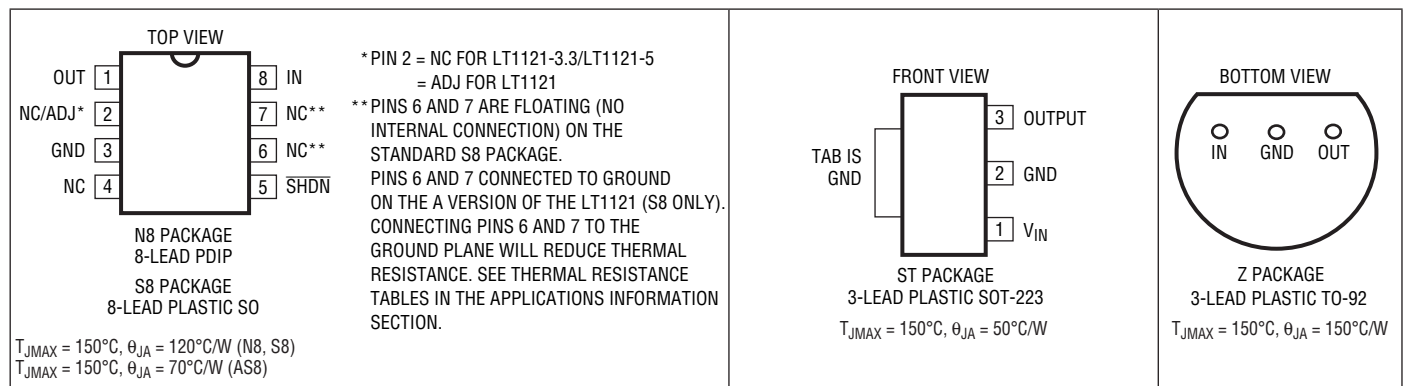 TOP VIEW
OUT 1
NC/ADJ* 2
GND 3
NC 4
8 IN
7 NC**
6 NC**
5 S̅H̅D̅N̅
N8 PACKAGE
8-LEAD PDIP
S8 PACKAGE
8-LEAD PLASTIC SO
TJMAX = 150°C, θJA = 120°C/W (N8, S8)
TJMAX = 150°C, θJA = 70°C/W (AS8)
*PIN 2 = NC FOR LT1121-3.3/LT1121-5
= ADJ FOR LT1121
**PINS 6 AND 7 ARE FLOATING (NO
INTERNAL CONNECTION) ON THE
STANDARD S8 PACKAGE.
PINS 6 AND 7 CONNECTED TO GROUND
ON THE A VERSION OF THE LT1121 (S8 ONLY).
CONNECTING PINS 6 AND 7 TO THE
GROUND PLANE WILL REDUCE THERMAL
RESISTANCE. SEE THERMAL RESISTANCE
TABLES IN THE APPLICATIONS INFORMATION
SECTION.
FRONT VIEW
TAB IS
GND
3 OUTPUT
2 GND
1 VIN
ST PACKAGE
3-LEAD PLASTIC SOT-223
TJMAX = 150°C, θJA = 50°C/W
BOTTOM VIEW
IN GND OUT
Z PACKAGE
3-LEAD PLASTIC TO-92
TJMAX = 150°C, θJA = 150°C/W